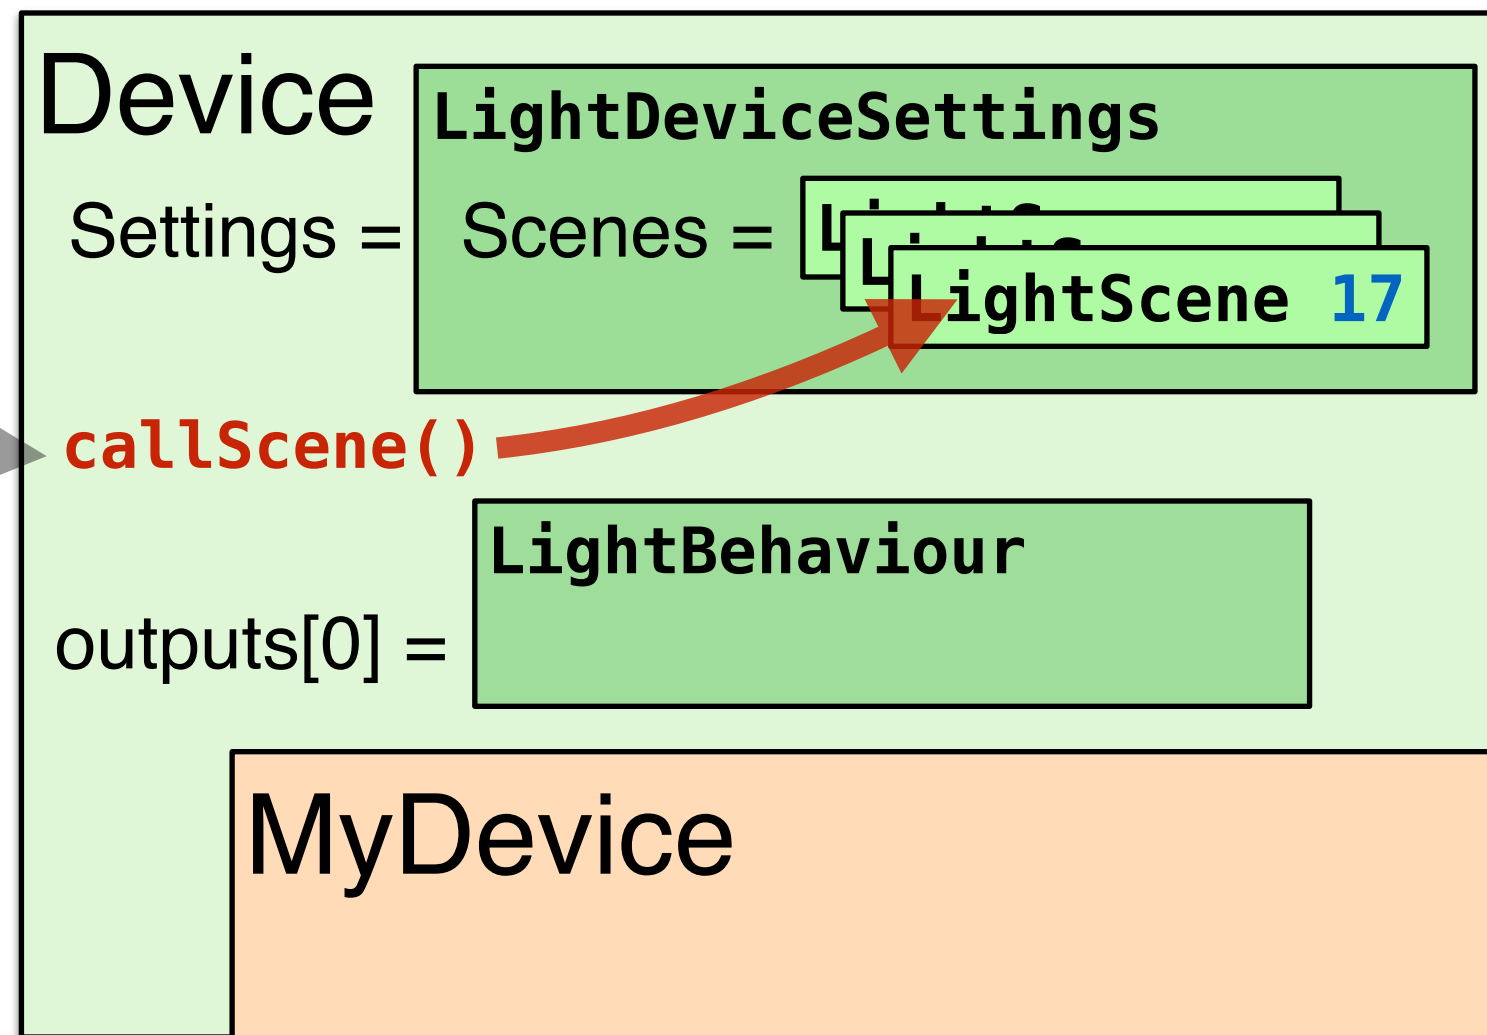 Device
LightDeviceSettings
Settings =
Scenes =
LightScene 17
callScene()
LightBehaviour
outputs[0] =
MyDevice